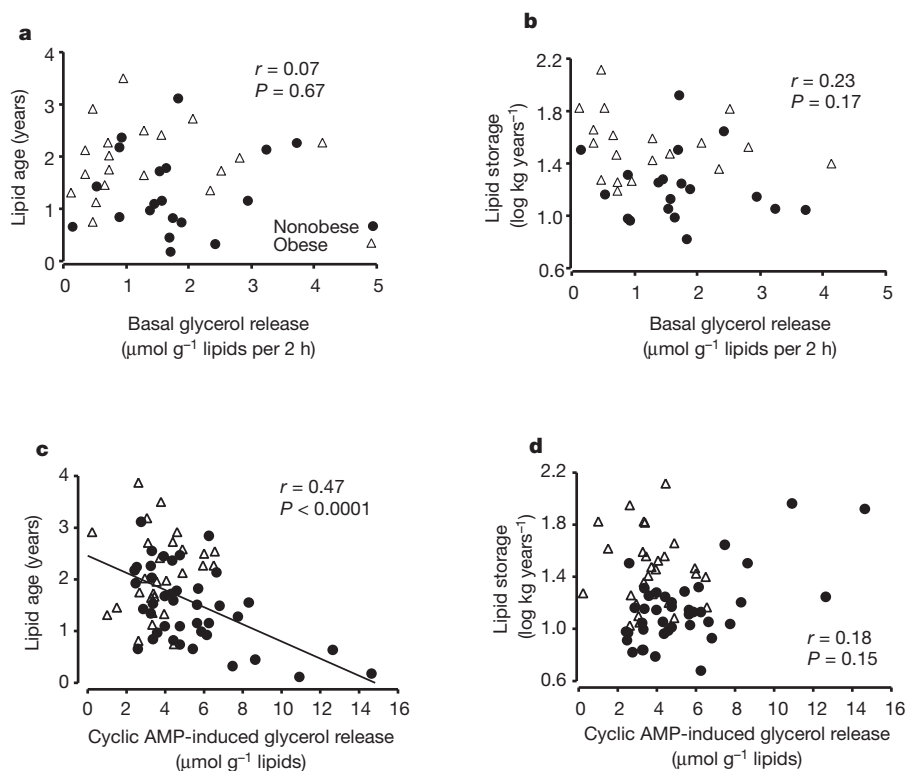 a
4
3
2
1
0
Lipid age (years)
r = 0.07
P = 0.67
Nonobese
Obese
0 1 2 3 4 5
Basal glycerol release
(μmol g⁻¹ lipids per 2 h)
b
2.2
1.8
1.4
1.0
0.6
Lipid storage
(log kg years⁻¹)
r = 0.23
P = 0.17
0 1 2 3 4 5
Basal glycerol release
(μmol g⁻¹ lipids per 2 h)
c
4
3
2
1
0
Lipid age (years)
r = 0.47
P < 0.0001
0 2 4 6 8 10 12 14 16
Cyclic AMP-induced glycerol release
(μmol g⁻¹ lipids)
d
2.2
1.8
1.4
1.0
0.6
Lipid storage
(log kg years⁻¹)
r = 0.18
P = 0.15
0 2 4 6 8 10 12 14 16
Cyclic AMP-induced glycerol release
(μmol g⁻¹ lipids)